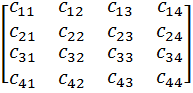 c₁₁ c₁₂ c₁₃ c₁₄
c₂₁ c₂₂ c₂₃ c₂₄
c₃₁ c₃₂ c₃₃ c₃₄
c₄₁ c₄₂ c₄₃ c₄₄